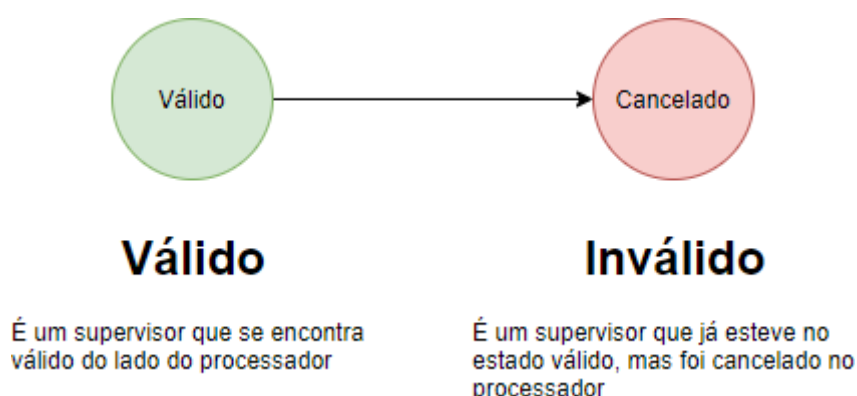 Válido
Cancelado
Válido
Inválido
É um supervisor que se encontra
válido do lado do processador
É um supervisor que já esteve no
estado válido, mas foi cancelado no
processador